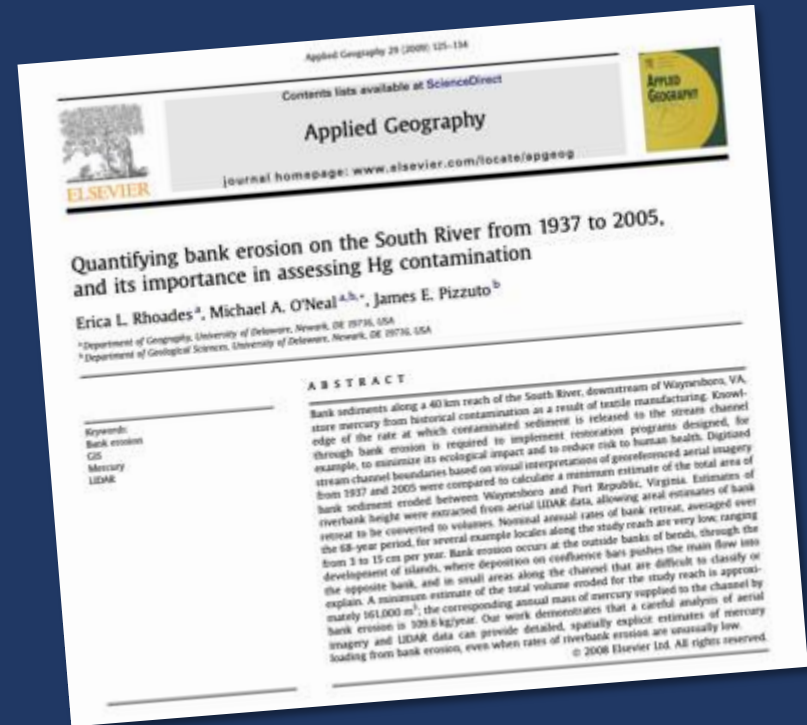 Applied Geography 29 (2009) 125–134
Contents lists available at ScienceDirect
Applied Geography
journal homepage: www.elsevier.com/locate/apgeog
ELSEVIER
APPLIED
GEOGRAPHY
Quantifying bank erosion on the South River from 1937 to 2005,
and its importance in assessing Hg contamination
Erica L. Rhoades a, Michael A. O'Neal a,b,*, James E. Pizzuto b
a Department of Geography, University of Delaware, Newark, DE 19716, USA
b Department of Geological Sciences, University of Delaware, Newark, DE 19716, USA
Keywords:
Bank erosion
GIS
Mercury
LIDAR
ABSTRACT
Bank sediments along a 40 km reach of the South River, downstream of Waynesboro, VA,
store mercury from historical contamination as a result of textile manufacturing. Knowl-
edge of the rate at which contaminated sediment is released to the stream channel
through bank erosion is required to implement restoration programs designed, for
example, to minimize its ecological impact and to reduce risk to human health. Digitized
stream channel boundaries based on visual interpretations of georeferenced aerial imagery
from 1937 and 2005 were compared to calculate a minimum estimate of the total area of
bank sediment eroded between Waynesboro and Port Republic, Virginia. Estimates of
riverbank height were extracted from aerial LIDAR data, allowing areal estimates of bank
retreat to be converted to volumes. Nominal annual rates of bank retreat, averaged over
the 68-year period, for several example locales along the study reach are very low, ranging
from 3 to 15 cm per year. Bank erosion occurs at the outside banks of bends, through the
development of islands, where deposition on confluence bars pushes the main flow into
the opposite bank, and in small areas along the channel that are difficult to classify or
explain. A minimum estimate of the total volume eroded for the study reach is approxi-
mately 161,000 m3; the corresponding annual mass of mercury supplied to the channel by
bank erosion is 109.6 kg/year. Our work demonstrates that a careful analysis of aerial
imagery and LIDAR data can provide detailed, spatially explicit estimates of mercury
loading from bank erosion, even when rates of riverbank erosion are unusually low.
© 2008 Elsevier Ltd. All rights reserved.